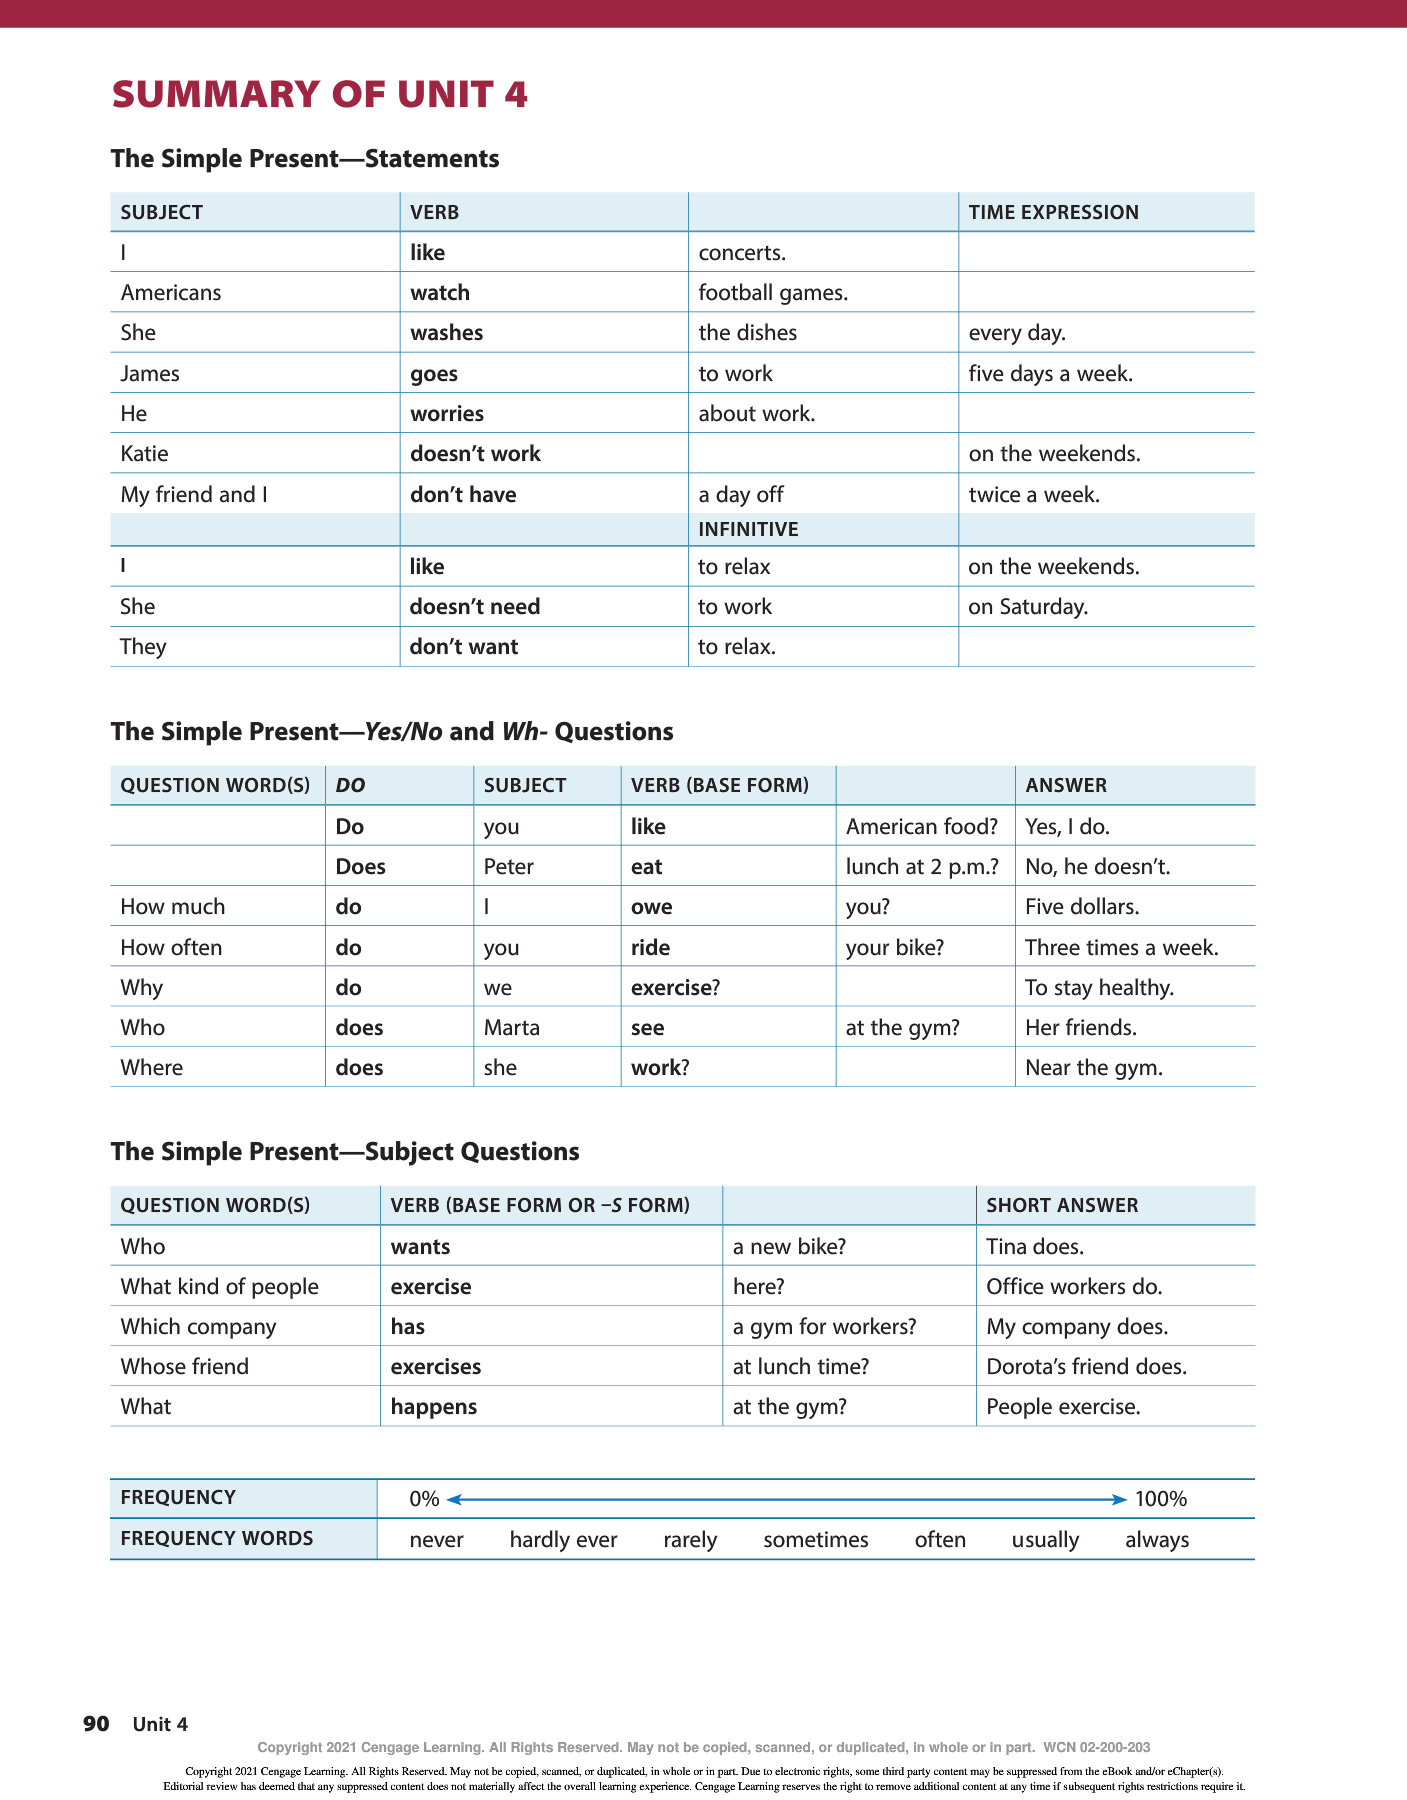 SUMMARY OF UNIT 4
The Simple Present—Statements
SUBJECT VERB TIME EXPRESSION
I like concerts.
Americans watch football games.
She washes the dishes every day.
James goes to work five days a week.
He worries about work.
Katie doesn’t work on the weekends.
My friend and I don’t have a day off twice a week.
INFINITIVE
I like to relax on the weekends.
She doesn’t need to work on Saturday.
They don’t want to relax.
The Simple Present—Yes/No and Wh- Questions
QUESTION WORD(S) DO SUBJECT VERB (BASE FORM) ANSWER
Do you like American food? Yes, I do.
Does Peter eat lunch at 2 p.m.? No, he doesn’t.
How much do I owe you? Five dollars.
How often do you ride your bike? Three times a week.
Why do we exercise? To stay healthy.
Who does Marta see at the gym? Her friends.
Where does she work? Near the gym.
The Simple Present—Subject Questions
QUESTION WORD(S) VERB (BASE FORM OR –S FORM) SHORT ANSWER
Who wants a new bike? Tina does.
What kind of people exercise here? Office workers do.
Which company has a gym for workers? My company does.
Whose friend exercises at lunch time? Dorota’s friend does.
What happens at the gym? People exercise.
FREQUENCY 0% 100%
FREQUENCY WORDS never hardly ever rarely sometimes often usually always
90 Unit 4
Copyright 2021 Cengage Learning. All Rights Reserved. May not be copied, scanned, or duplicated, in whole or in part. WCN 02-200-203
Copyright 2021 Cengage Learning. All Rights Reserved. May not be copied, scanned, or duplicated, in whole or in part. Due to electronic rights, some third party content may be suppressed from the eBook and/or eChapter(s).
Editorial review has deemed that any suppressed content does not materially affect the overall learning experience. Cengage Learning reserves the right to remove additional content at any time if subsequent rights restrictions require it.